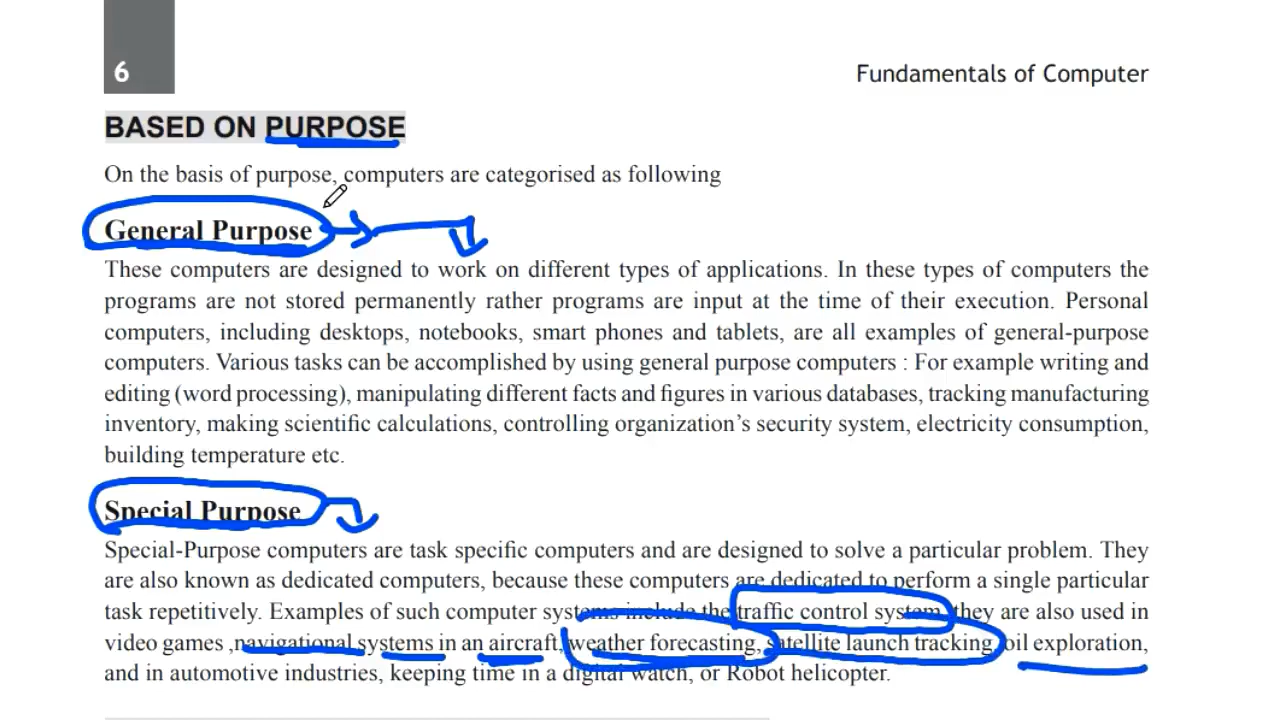 6
Fundamentals of Computer
BASED ON PURPOSE
On the basis of purpose, computers are categorised as following
General Purpose
These computers are designed to work on different types of applications. In these types of computers the
programs are not stored permanently rather programs are input at the time of their execution. Personal
computers, including desktops, notebooks, smart phones and tablets, are all examples of general-purpose
computers. Various tasks can be accomplished by using general purpose computers : For example writing and
editing (word processing), manipulating different facts and figures in various databases, tracking manufacturing
inventory, making scientific calculations, controlling organization’s security system, electricity consumption,
building temperature etc.
Special Purpose
Special-Purpose computers are task specific computers and are designed to solve a particular problem. They
are also known as dedicated computers, because these computers are dedicated to perform a single particular
task repetitively. Examples of such computer systems include the traffic control system, they are also used in
video games ,navigational systems in an aircraft, weather forecasting, satellite launch tracking, oil exploration,
and in automotive industries, keeping time in a digital watch, or Robot helicopter.